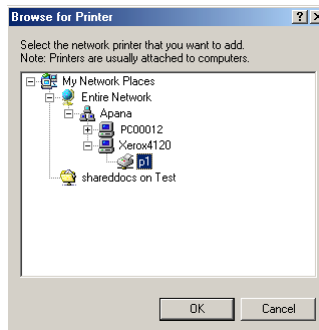 Browse for Printer
Select the network printer that you want to add.
Note: Printers are usually attached to computers.
My Network Places
Entire Network
Apana
PC00012
Xerox4120
p1
shareddocs on Test
OK Cancel